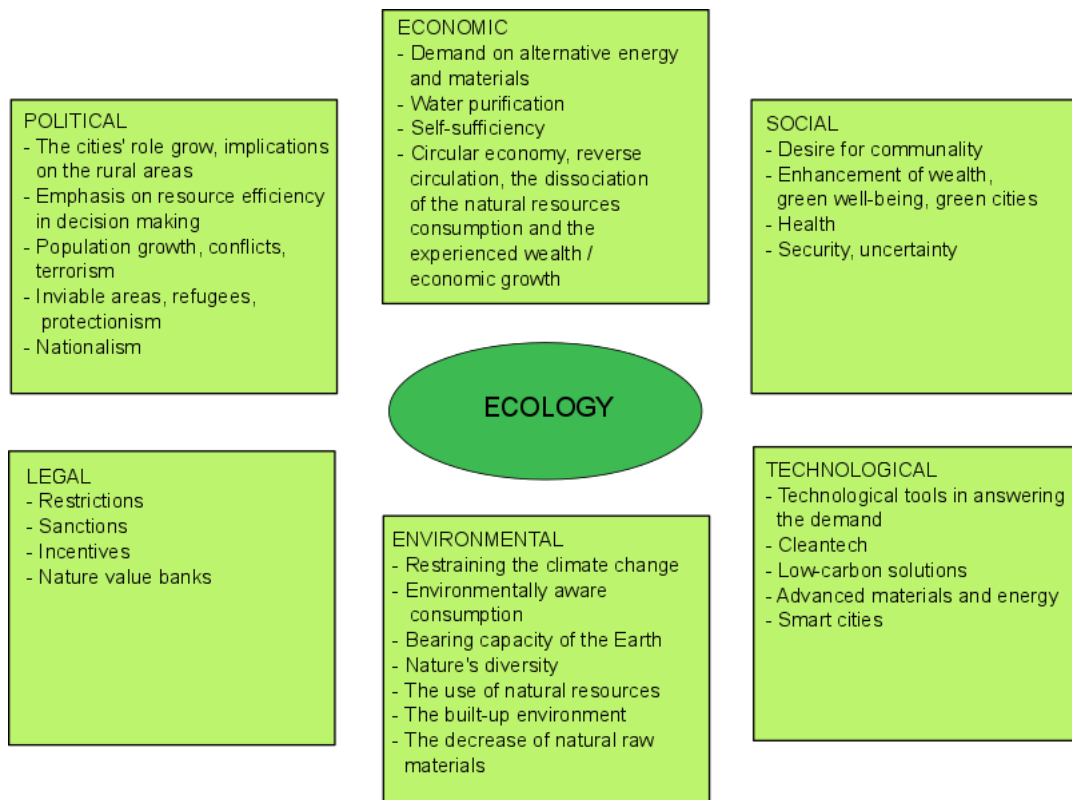 POLITICAL
- The cities' role grow, implications
on the rural areas
- Emphasis on resource efficiency
in decision making
- Population growth, conflicts,
terrorism
- Inviable areas, refugees,
protectionism
- Nationalism
ECONOMIC
- Demand on alternative energy
and materials
- Water purification
- Self-sufficiency
- Circular economy, reverse
circulation, the dissociation
of the natural resources
consumption and the
experienced wealth /
economic growth
SOCIAL
- Desire for communality
- Enhancement of wealth,
green well-being, green cities
- Health
- Security, uncertainty
ECOLOGY
LEGAL
- Restrictions
- Sanctions
- Incentives
- Nature value banks
ENVIRONMENTAL
- Restraining the climate change
- Environmentally aware
consumption
- Bearing capacity of the Earth
- Nature's diversity
- The use of natural resources
- The built-up environment
- The decrease of natural raw
materials
TECHNOLOGICAL
- Technological tools in answering
the demand
- Cleantech
- Low-carbon solutions
- Advanced materials and energy
- Smart cities